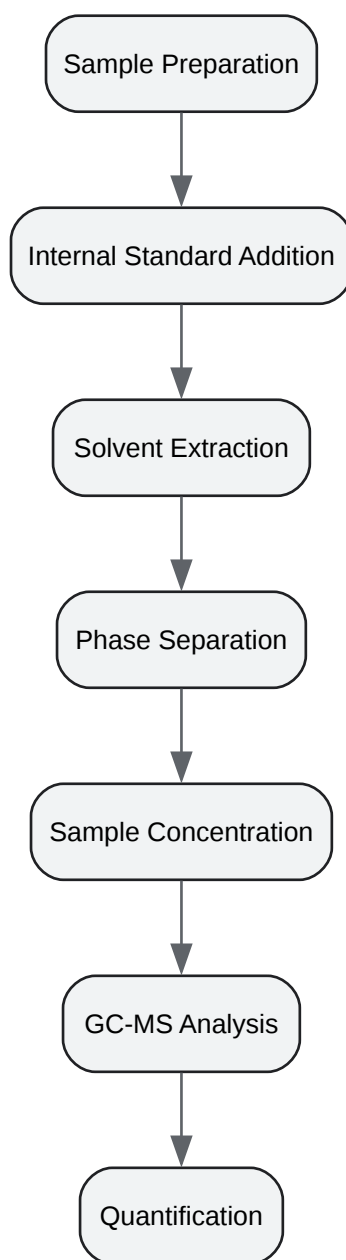 Sample Preparation
Internal Standard Addition
Solvent Extraction
Phase Separation
Sample Concentration
GC-MS Analysis
Quantification